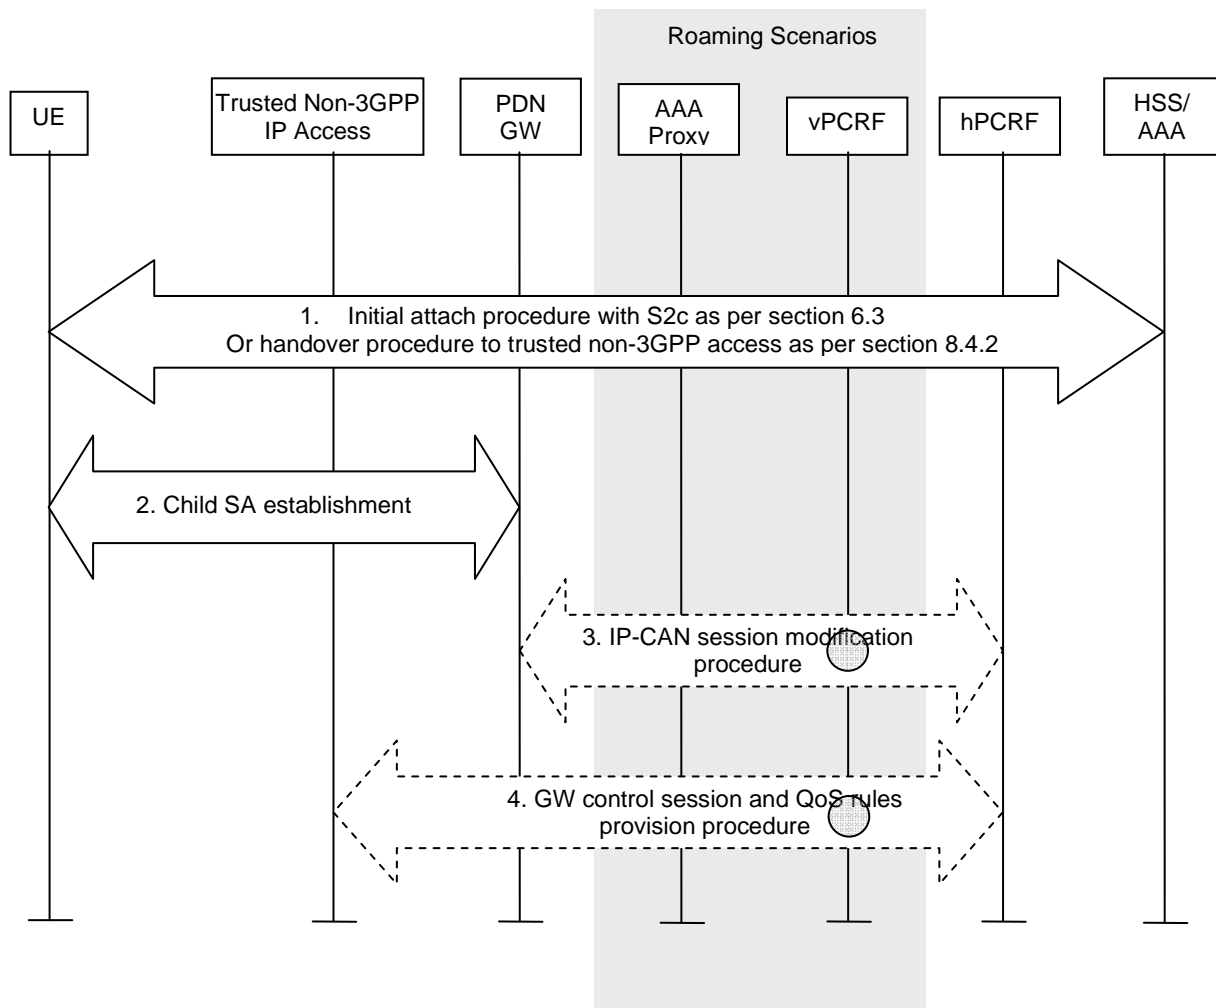 Roaming Scenarios
UE
Trusted Non-3GPP
IP Access
PDN
GW
AAA
Proxy
vPCRF
hPCRF
HSS/
AAA
1. Initial attach procedure with S2c as per section 6.3
Or handover procedure to trusted non-3GPP access as per section 8.4.2
2. Child SA establishment
3. IP-CAN session modification
procedure
4. GW control session and QoS rules
provision procedure